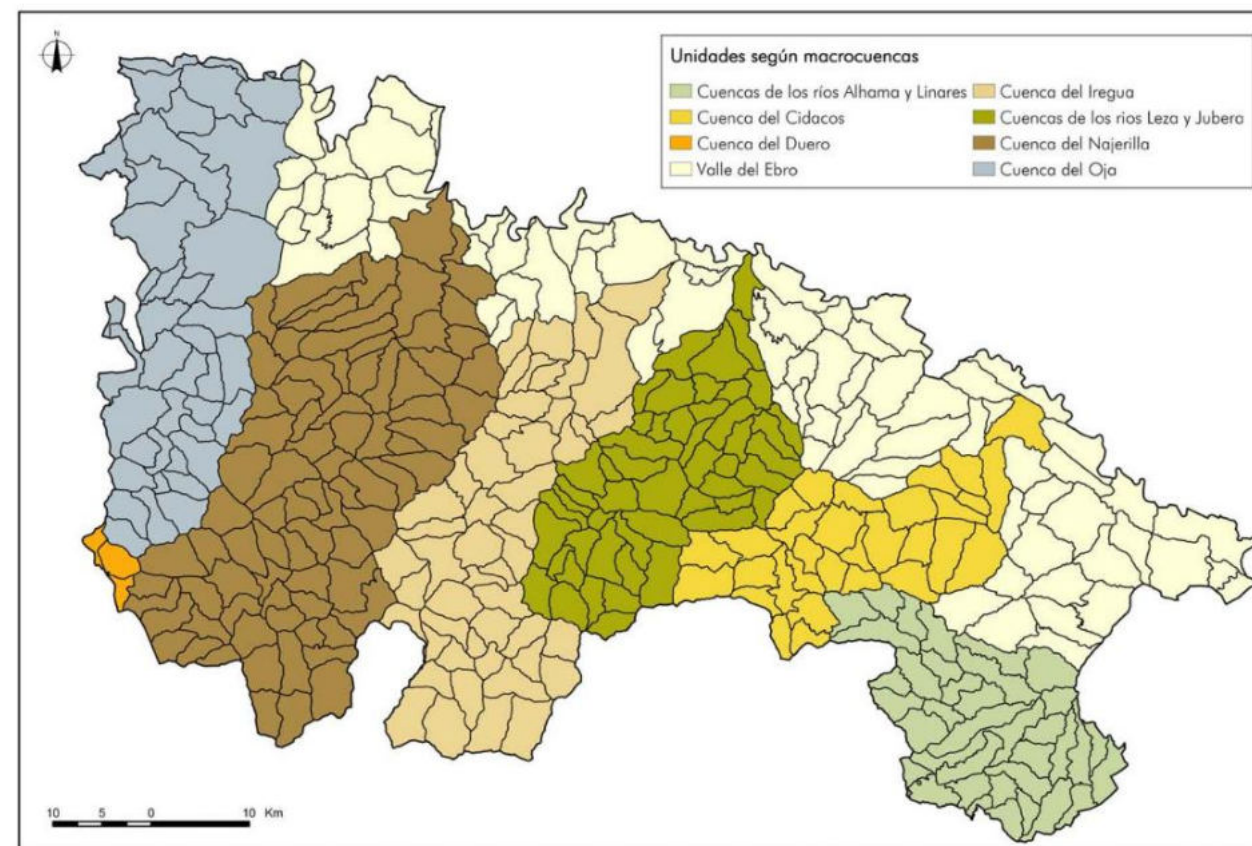 N
Unidades según macrocuencas
Cuencas de los ríos Alhama y Linares
Cuenca del Cidacos
Cuenca del Duero
Valle del Ebro
Cuenca del Iregua
Cuencas de los rios Leza y Jubera
Cuenca del Najerilla
Cuenca del Oja
10 5 0 10 Km